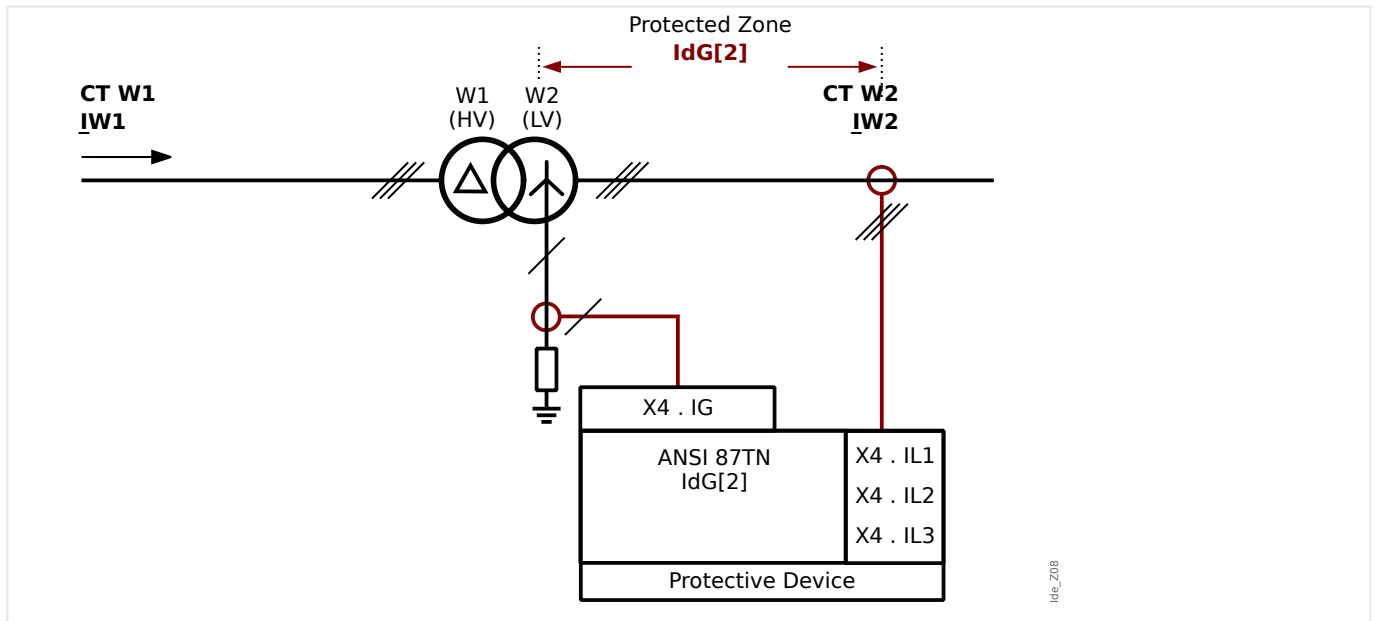 Protected Zone
IdG[2]
CT W1
IW1
W1
(HV)
W2
(LV)
CT W2
IW2
X4 . IG
ANSI 87TN
IdG[2]
X4 . IL1
X4 . IL2
X4 . IL3
Protective Device
Ide_Z08